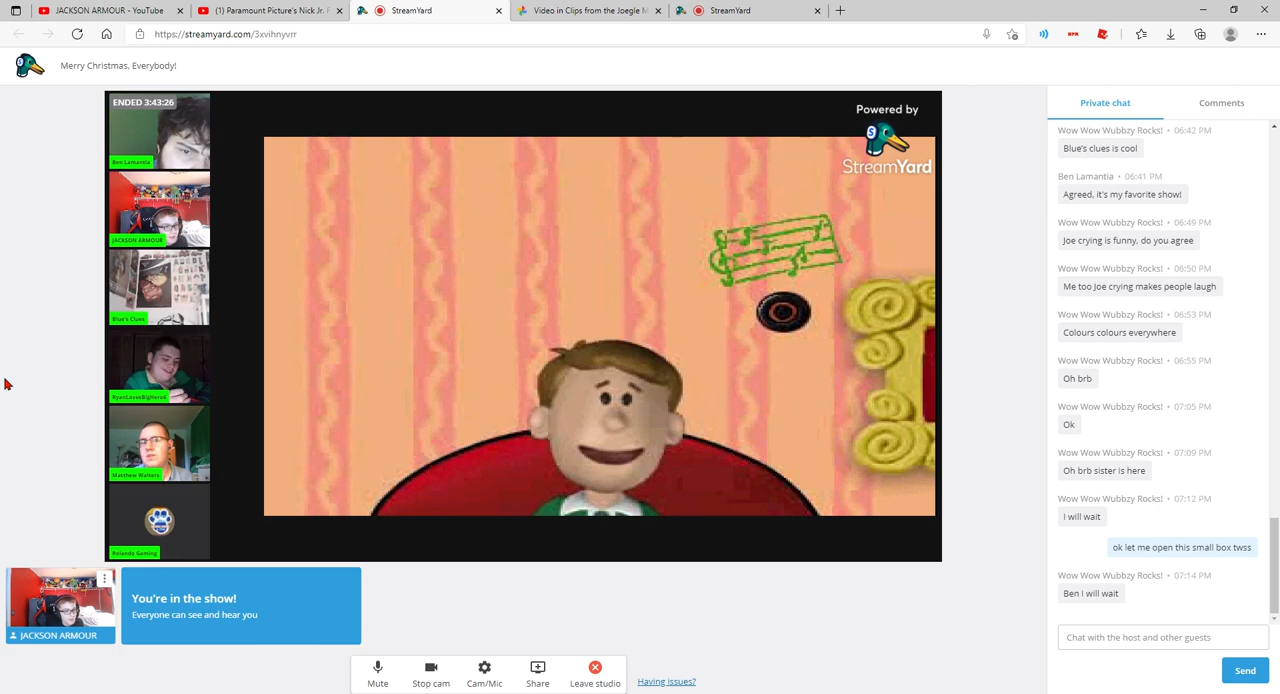 JACKSON ARMOUR - YouTube
(1) Paramount Picture's Nick Jr. F
StreamYard
Video in Clips from the Joegle M
StreamYard
https://streamyard.com/3xvihnyvrr
Merry Christmas, Everybody!
ENDED 3:43:26
Ben Lamantia
JACKSON ARMOUR
Blue's Clues
RyanLovesBigHero6
Matthew Walters
Rolando Gaming
Powered by
StreamYard
JACKSON ARMOUR
You're in the show!
Everyone can see and hear you
Mute
Stop cam
Cam/Mic
Share
Leave studio
Having issues?
Private chat
Comments
Wow Wow Wubbzy Rocks! • 06:42 PM
Blue's clues is cool
Ben Lamantia • 06:41 PM
Agreed, it's my favorite show!
Wow Wow Wubbzy Rocks! • 06:49 PM
Joe crying is funny, do you agree
Wow Wow Wubbzy Rocks! • 06:50 PM
Me too Joe crying makes people laugh
Wow Wow Wubbzy Rocks! • 06:53 PM
Colours colours everywhere
Wow Wow Wubbzy Rocks! • 06:55 PM
Oh brb
Wow Wow Wubbzy Rocks! • 07:05 PM
Ok
Wow Wow Wubbzy Rocks! • 07:09 PM
Oh brb sister is here
Wow Wow Wubbzy Rocks! • 07:12 PM
I will wait
ok let me open this small box twss
Wow Wow Wubbzy Rocks! • 07:14 PM
Ben I will wait
Chat with the host and other guests
Send